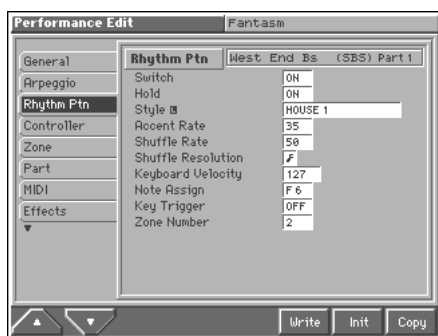 Performance Edit Fantasm
General
Arpeggio
Rhythm Ptn
Controller
Zone
Part
MIDI
Effects
Rhythm Ptn West End Bs (SBS) Part 1
Switch ON
Hold ON
Style L HOUSE 1
Accent Rate 35
Shuffle Rate 50
Shuffle Resolution
Keyboard Velocity 127
Note Assign F 6
Key Trigger OFF
Zone Number 2
Write Init Copy